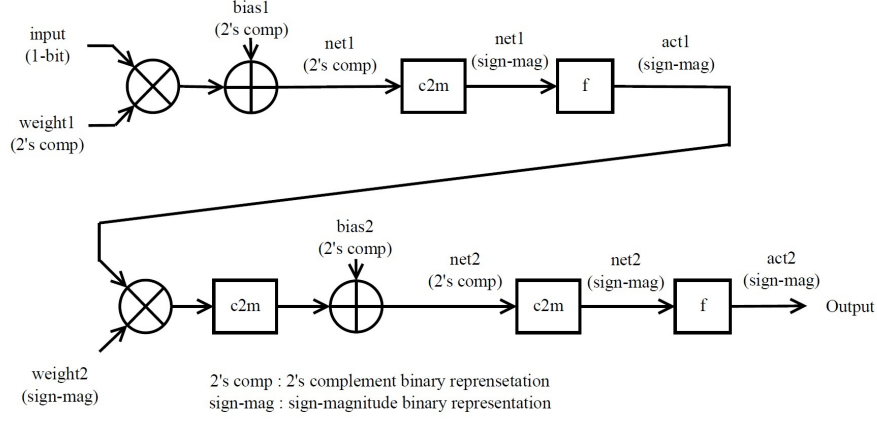 bias1
(2's comp)
input
(1-bit)
net1
(2's comp)
net1
(sign-mag)
act1
(sign-mag)
c2m
f
weight1
(2's comp)
bias2
(2's comp)
net2
(2's comp)
net2
(sign-mag)
act2
(sign-mag)
c2m
c2m
f
Output
weight2
(sign-mag)
2's comp : 2's complement binary reprensetation
sign-mag : sign-magnitude binary representation